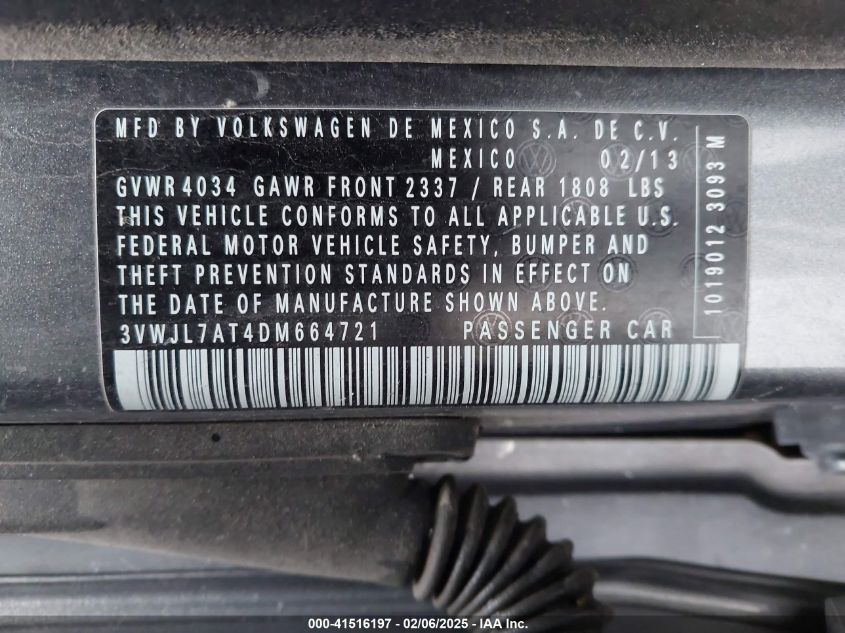 MFD BY VOLKSWAGEN DE MEXICO S.A. DE C.V.
MEXICO 02/13
GVWR 4034 GAWR FRONT 2337 / REAR 1808 LBS
THIS VEHICLE CONFORMS TO ALL APPLICABLE U.S.
FEDERAL MOTOR VEHICLE SAFETY, BUMPER AND
THEFT PREVENTION STANDARDS IN EFFECT ON
THE DATE OF MANUFACTURE SHOWN ABOVE.
3VWJL7AT4DM664721 PASSENGER CAR
1019012 3093 M
000-41516197 - 02/06/2025 - IAA Inc.